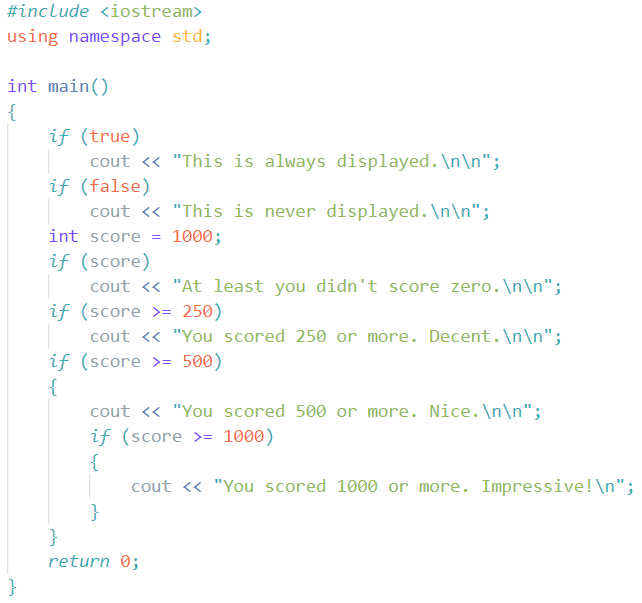 #include <iostream>
using namespace std;

int main()
{
    if (true)
        cout << "This is always displayed.\n\n";
    if (false)
        cout << "This is never displayed.\n\n";
    int score = 1000;
    if (score)
        cout << "At least you didn't score zero.\n\n";
    if (score >= 250)
        cout << "You scored 250 or more. Decent.\n\n";
    if (score >= 500)
    {
        cout << "You scored 500 or more. Nice.\n\n";
        if (score >= 1000)
        {
            cout << "You scored 1000 or more. Impressive!\n";
        }
    }
    return 0;
}